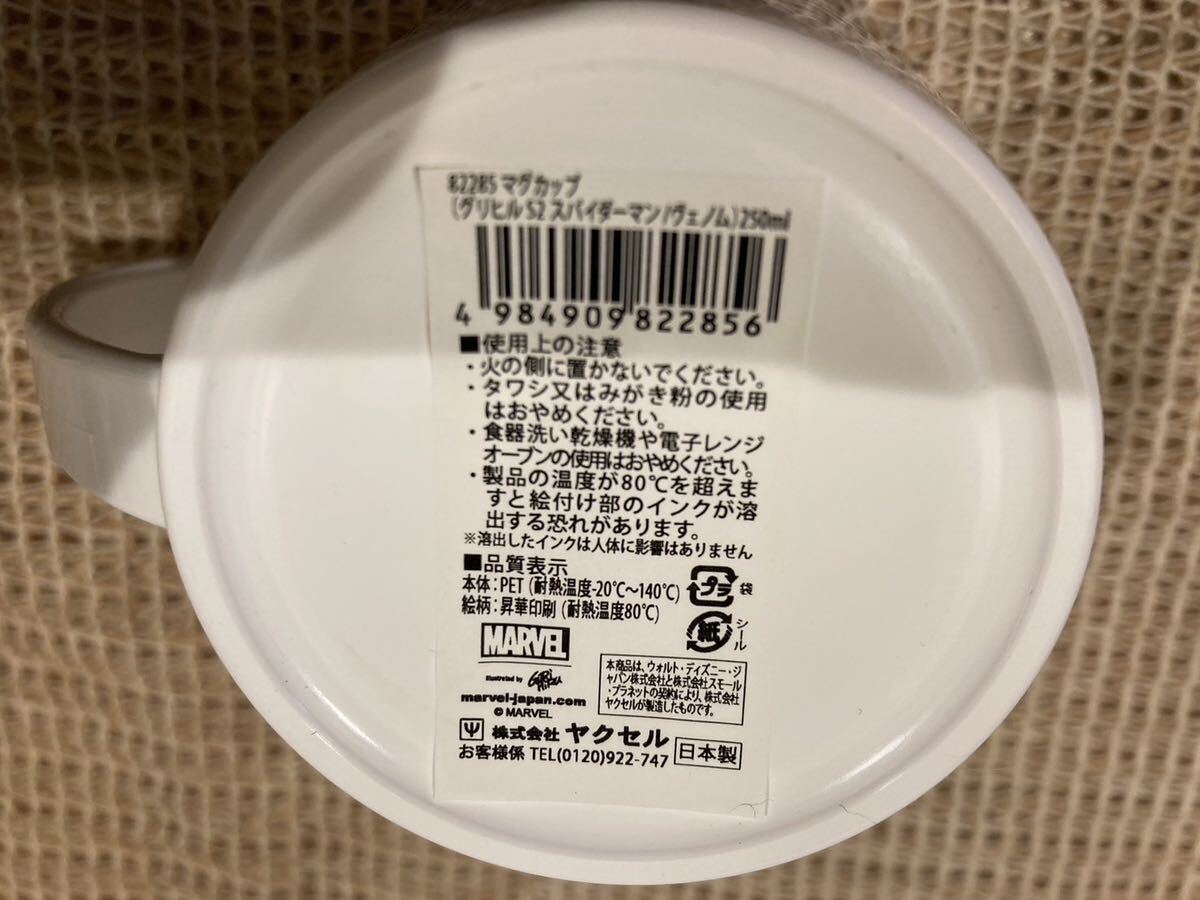 82285 マグカップ
(グリヒル S2 スパイダーマン/ヴェノム)250ml
4 984909 822856
■使用上の注意
・火の側に置かないでください。
・タワシ又はみがき粉の使用
はおやめください。
・食器洗い乾燥機や電子レンジ
オーブンの使用はおやめください。
・製品の温度が80℃を超えま
すと絵付け部のインクが溶
出する恐れがあります。
※溶出したインクは人体に影響はありません
■品質表示
本体:PET (耐熱温度-20℃～140℃)
絵柄:昇華印刷 (耐熱温度80℃)
プラ 袋
紙 シール
MARVEL
Illustrated by GURIHIRU
marvel-japan.com
© MARVEL
本商品は、ウォルト・ディズニー・ジ
ャパン株式会社と株式会社スモール
・プラネットの契約により、株式会社
ヤクセルが製造したものです。
株式会社 ヤクセル
お客様係 TEL(0120)922-747
日本製